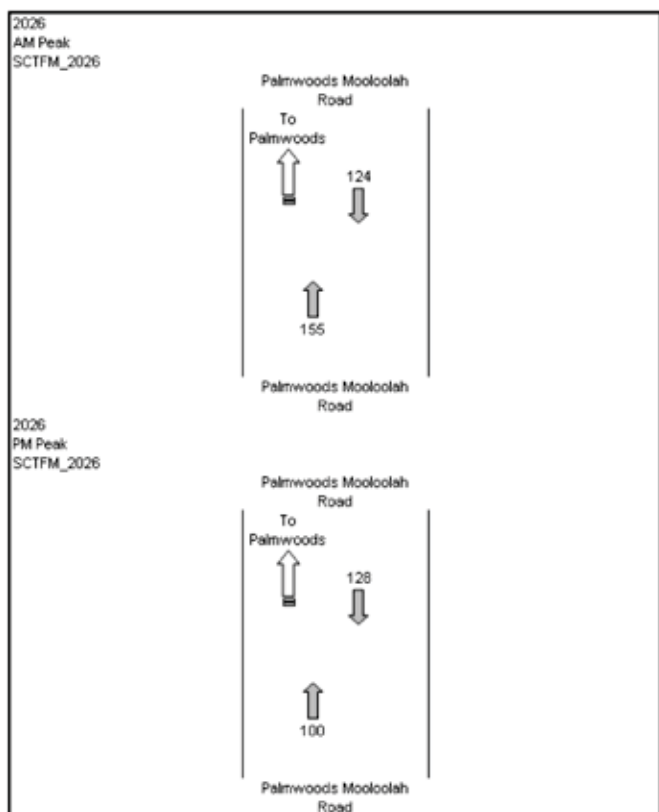 2026
AM Peak
SCTFM_2026
Palmwoods Mooloolah
Road
To
Palmwoods
124
155
Palmwoods Mooloolah
Road
2026
PM Peak
SCTFM_2026
Palmwoods Mooloolah
Road
To
Palmwoods
128
100
Palmwoods Mooloolah
Road